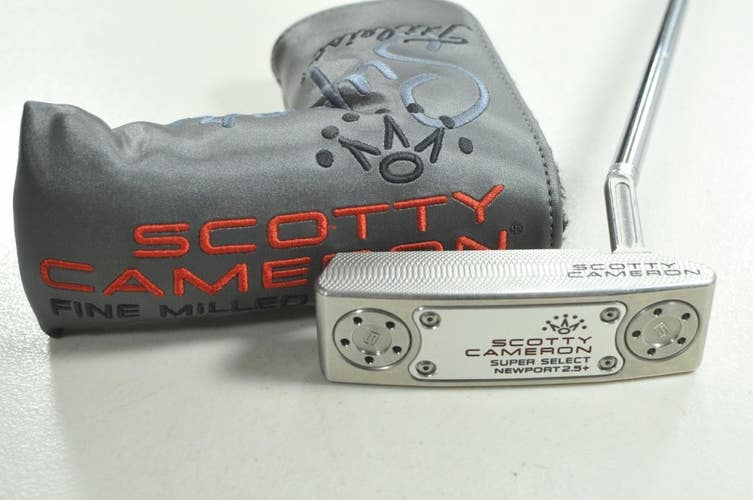 Titleist
SCOTTY
CAMERON
FINE MILLED
SCOTTY
CAMERON
SCOTTY
CAMERON
SUPER SELECT
NEWPORT 2.5+